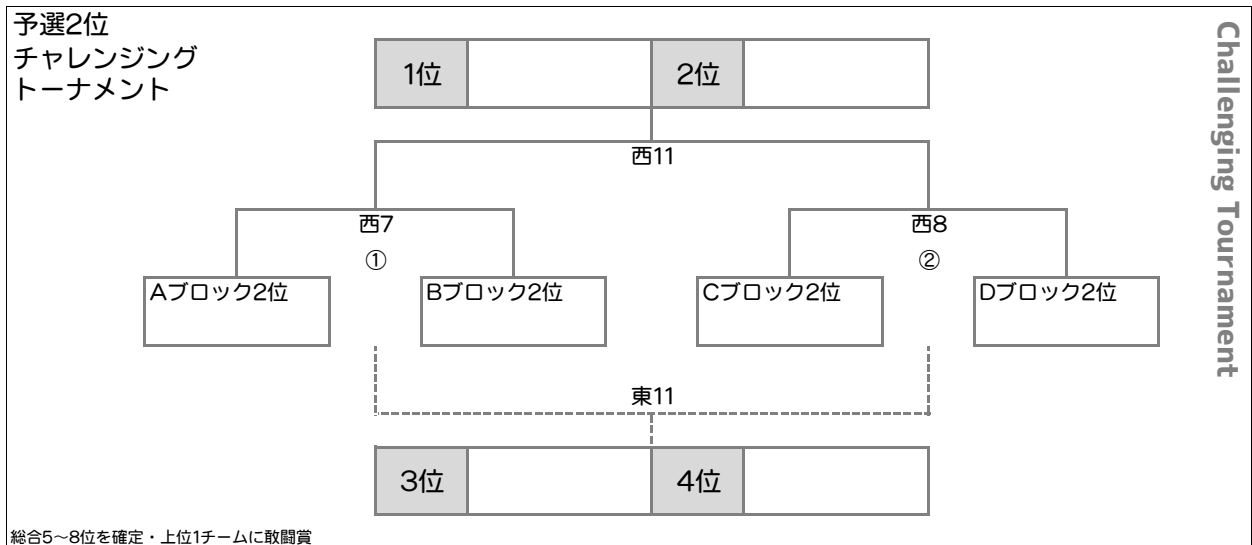 予選2位
チャレンジング
トーナメント
Challenging Tournament
1位
2位
西11
西7
西8
①
②
Aブロック2位
Bブロック2位
Cブロック2位
Dブロック2位
東11
3位
4位
総合5～8位を確定・上位1チームに敢闘賞